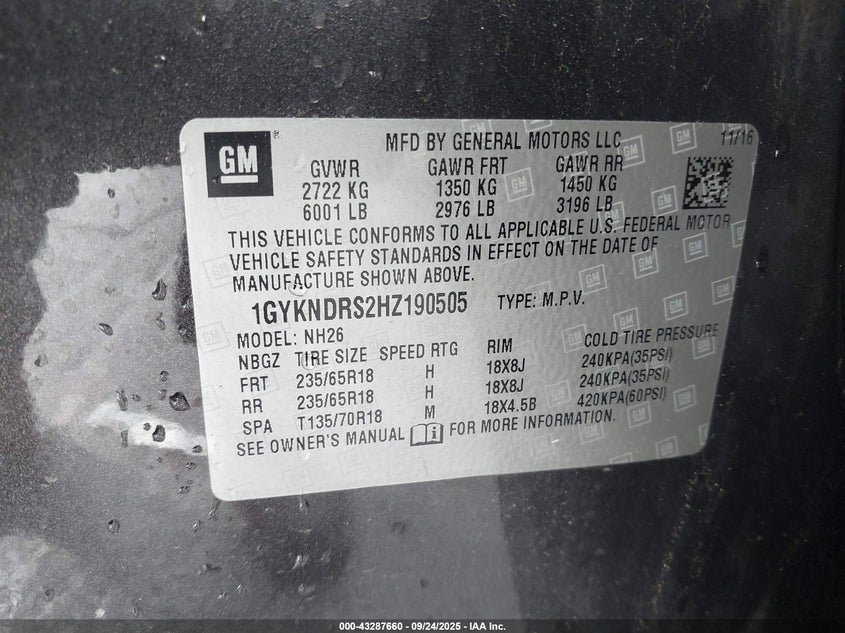 GM
MFD BY GENERAL MOTORS LLC 11/16
GVWR GAWR FRT GAWR RR
2722 KG 1350 KG 1450 KG
6001 LB 2976 LB 3196 LB
THIS VEHICLE CONFORMS TO ALL APPLICABLE U.S. FEDERAL MOTOR
VEHICLE SAFETY STANDARDS IN EFFECT ON THE DATE OF
MANUFACTURE SHOWN ABOVE.
1GYKNDRS2HZ190505 TYPE: M.P.V.
MODEL: NH26
NBGZ TIRE SIZE SPEED RTG RIM COLD TIRE PRESSURE
FRT 235/65R18 H 18X8J 240KPA(35PSI)
RR 235/65R18 H 18X8J 240KPA(35PSI)
SPA T135/70R18 M 18X4.5B 420KPA(60PSI)
SEE OWNER'S MANUAL FOR MORE INFORMATION.
000-43287660 - 09/24/2025 - IAA Inc.